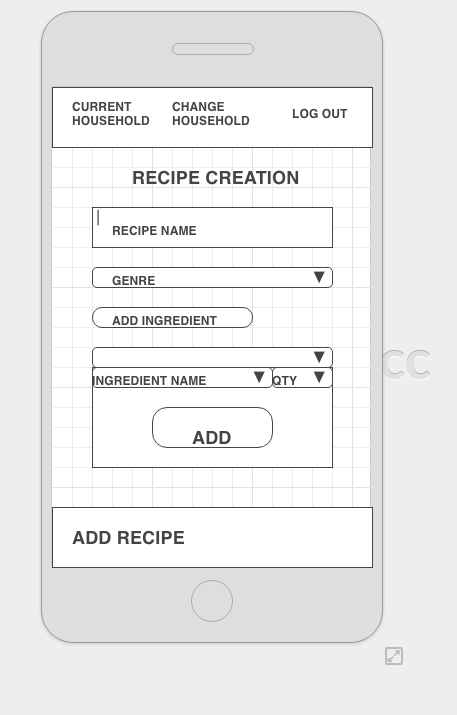 CURRENT
HOUSEHOLD
CHANGE
HOUSEHOLD
LOG OUT
RECIPE CREATION
RECIPE NAME
GENRE
ADD INGREDIENT
INGREDIENT NAME
QTY
ADD
ADD RECIPE
CC